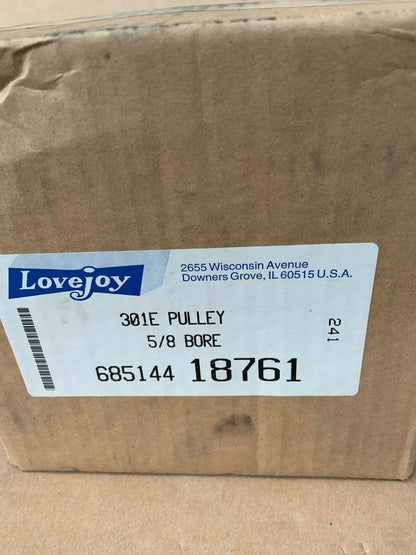 Lovejoy
2655 Wisconsin Avenue
Downers Grove, IL 60515 U.S.A.
301E PULLEY
5/8 BORE
685144 18761
241